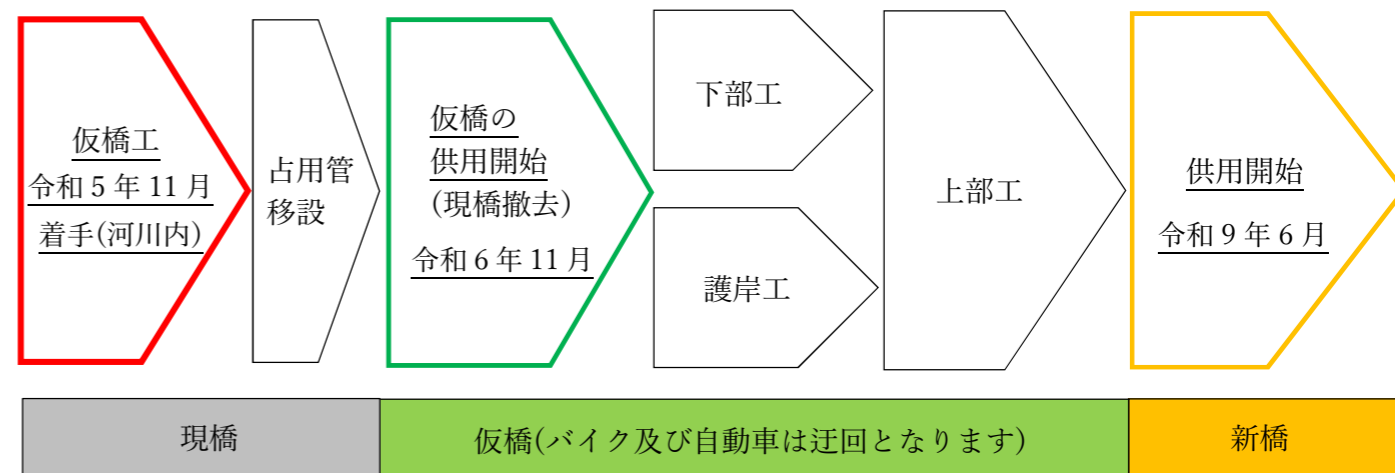 仮橋工
令和5年11月
着手(河川内)
占用管
移設
仮橋の
供用開始
(現橋撤去)
令和6年11月
下部工
護岸工
上部工
供用開始
令和9年6月
現橋
仮橋(バイク及び自動車は迂回となります)
新橋